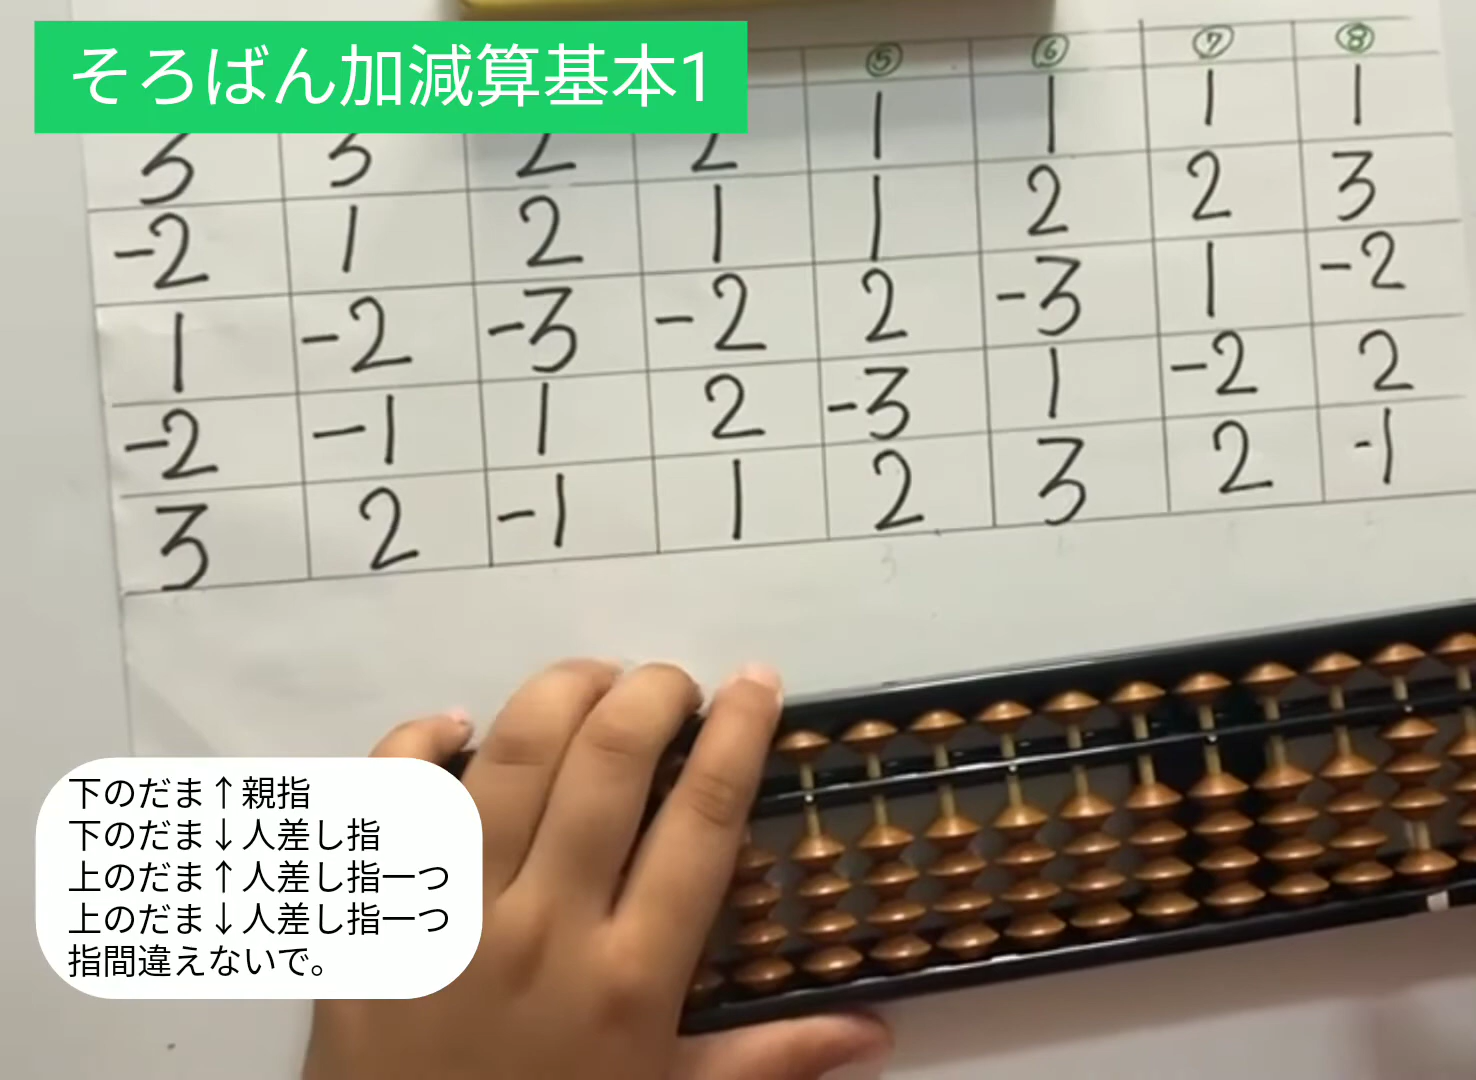 そろばん加減算基本1
⑤ ⑥ ⑦ ⑧
3 3 2 2 1 1 1 1
-2 1 2 1 1 2 2 3
1 -2 -3 -2 2 -3 1 -2
-2 -1 1 2 -3 1 -2 2
3 2 -1 1 2 3 2 -1
下のだま↑親指
下のだま↓人差し指
上のだま↑人差し指一つ
上のだま↓人差し指一つ
指間違えないで。